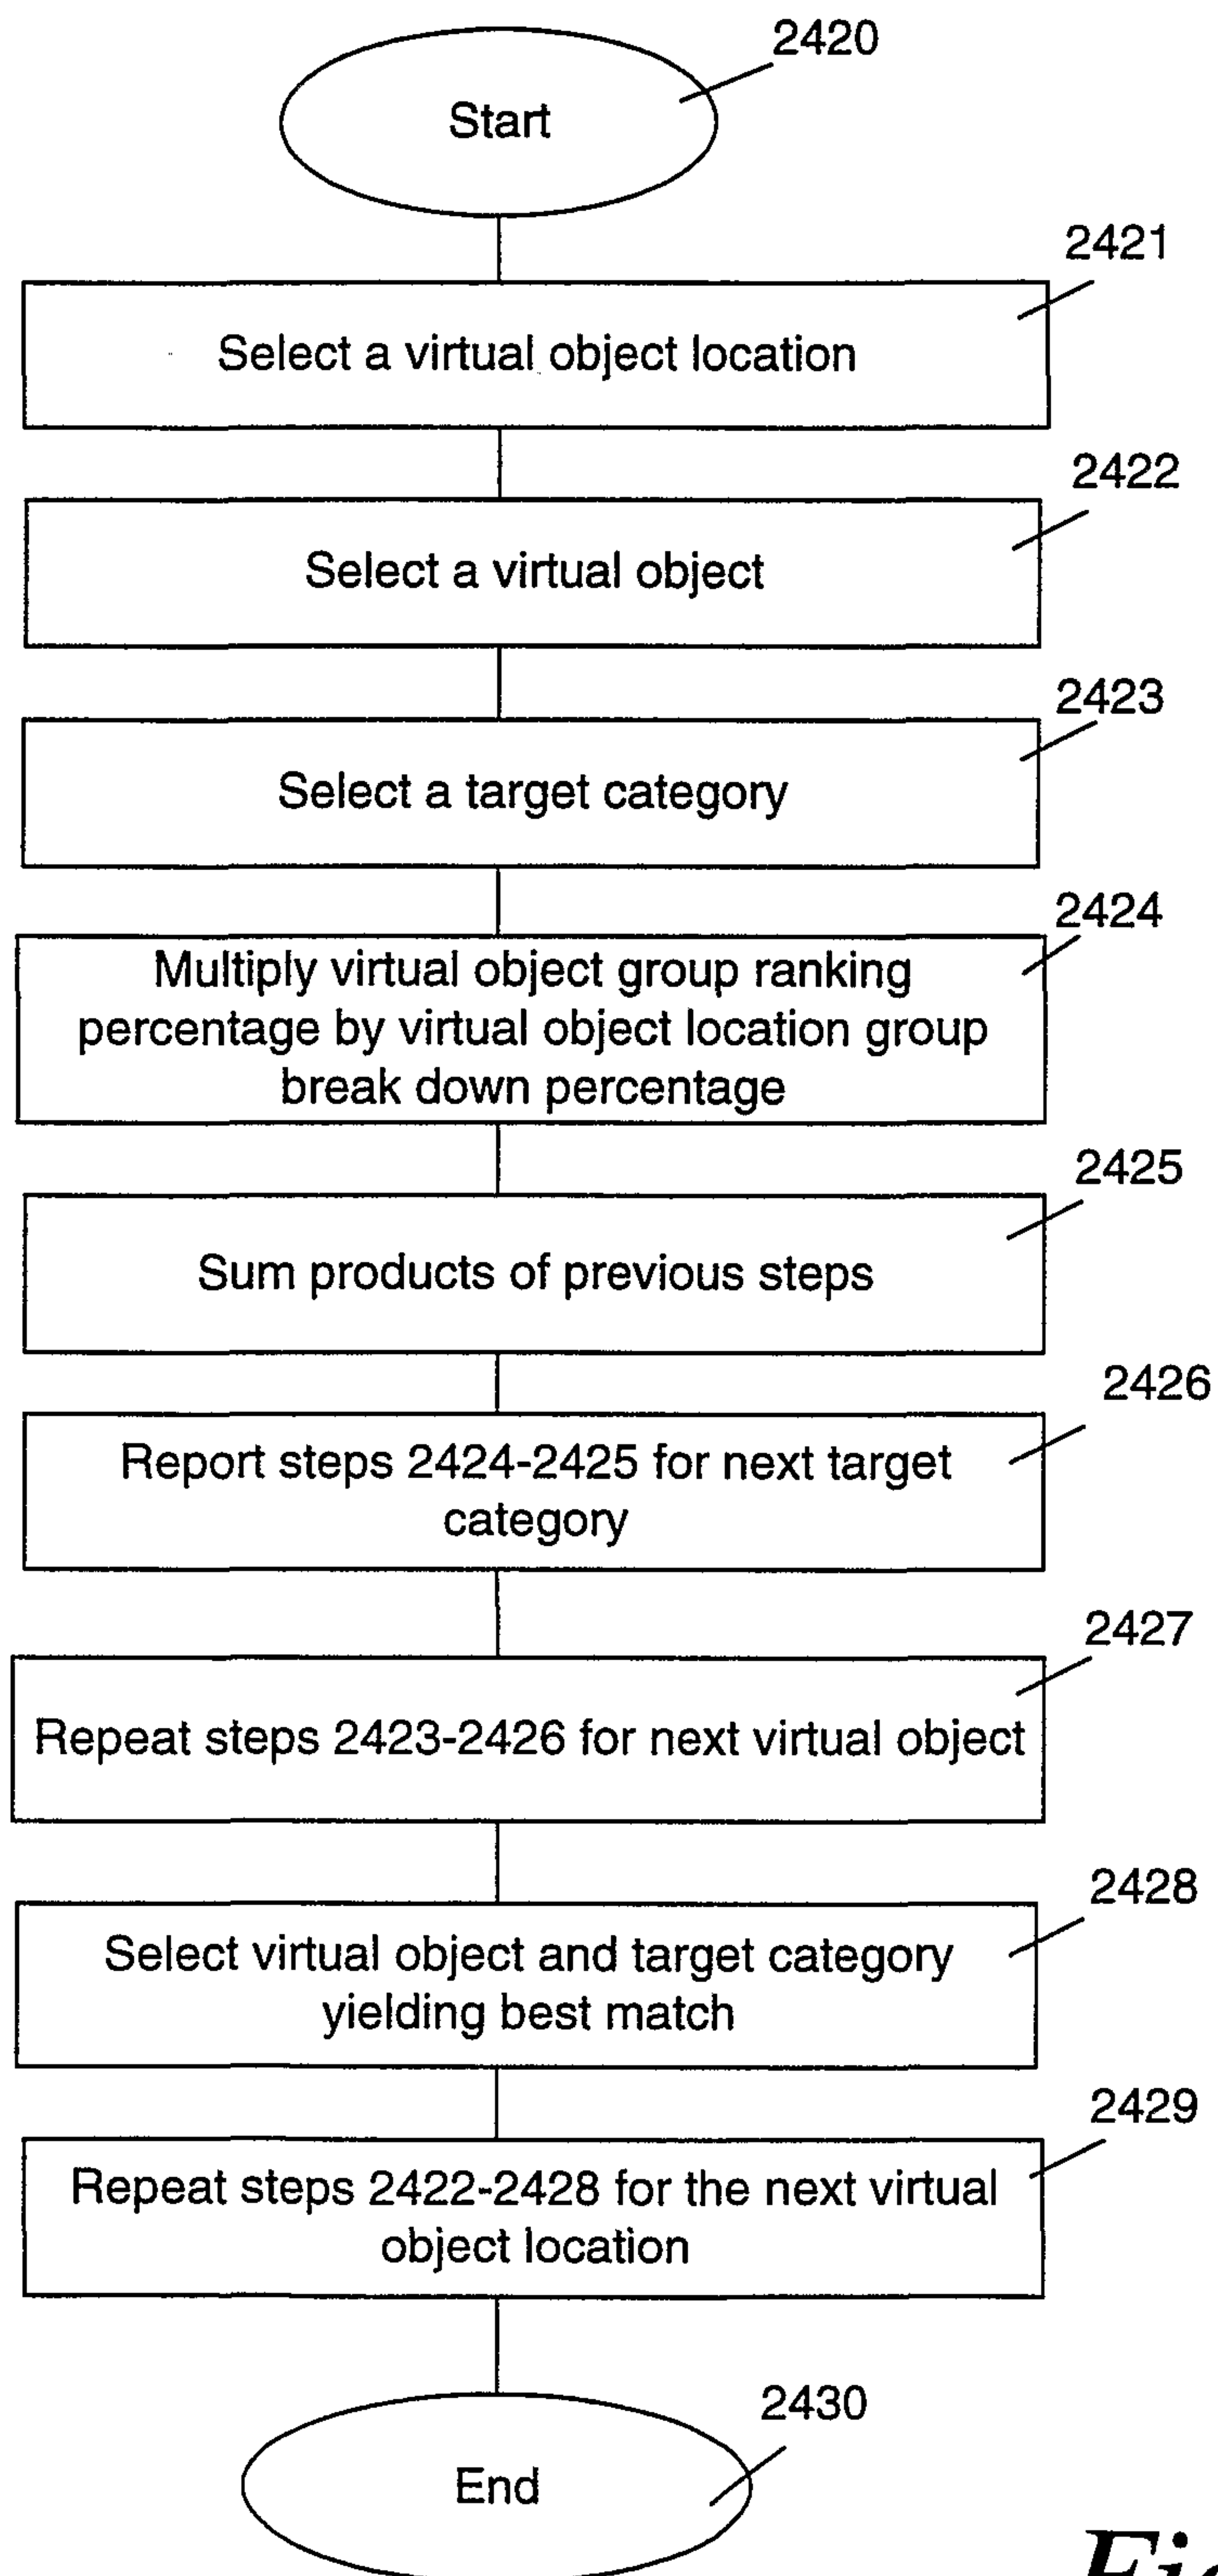 2420
Start
2421
Select a virtual object location
2422
Select a virtual object
2423
Select a target category
2424
Multiply virtual object group ranking
percentage by virtual object location group
break down percentage
2425
Sum products of previous steps
2426
Report steps 2424-2425 for next target
category
2427
Repeat steps 2423-2426 for next virtual object
2428
Select virtual object and target category
yielding best match
2429
Repeat steps 2422-2428 for the next virtual
object location
2430
End